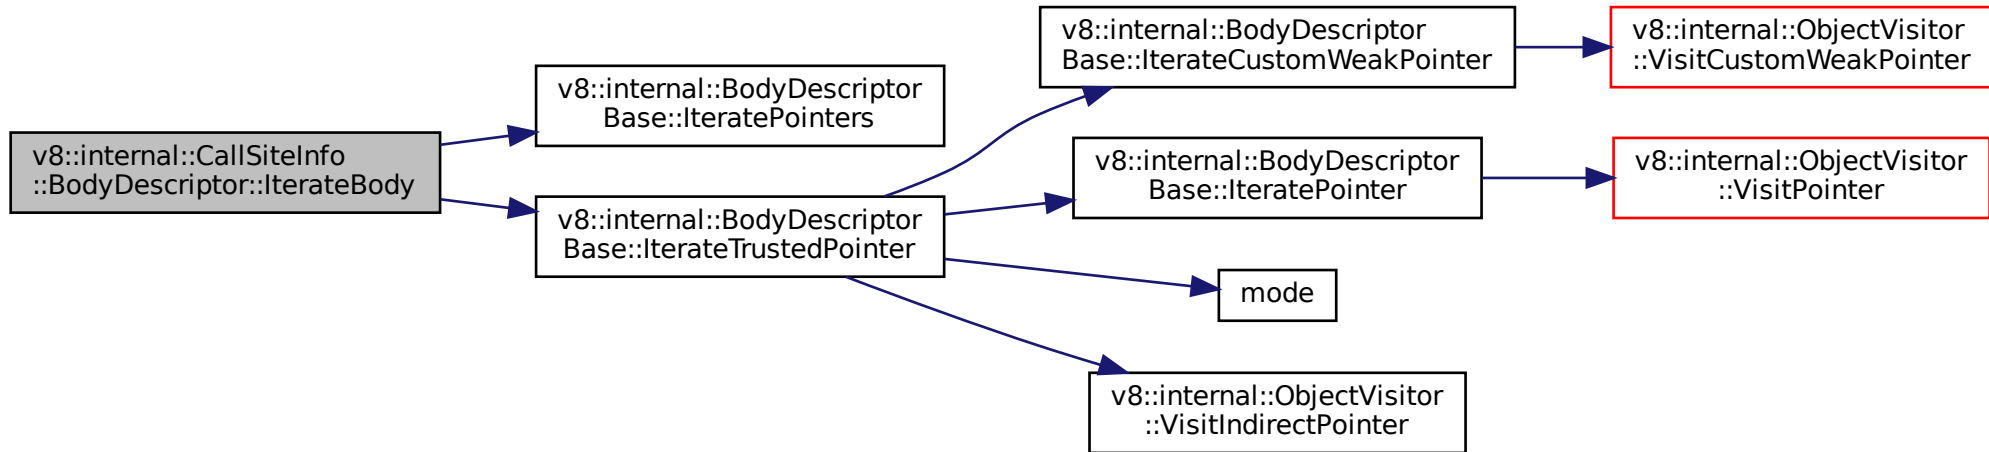 v8::internal::CallSiteInfo
::BodyDescriptor::IterateBody
v8::internal::BodyDescriptor
Base::IteratePointers
v8::internal::BodyDescriptor
Base::IterateTrustedPointer
v8::internal::BodyDescriptor
Base::IterateCustomWeakPointer
v8::internal::ObjectVisitor
::VisitCustomWeakPointer
v8::internal::BodyDescriptor
Base::IteratePointer
v8::internal::ObjectVisitor
::VisitPointer
mode
v8::internal::ObjectVisitor
::VisitIndirectPointer